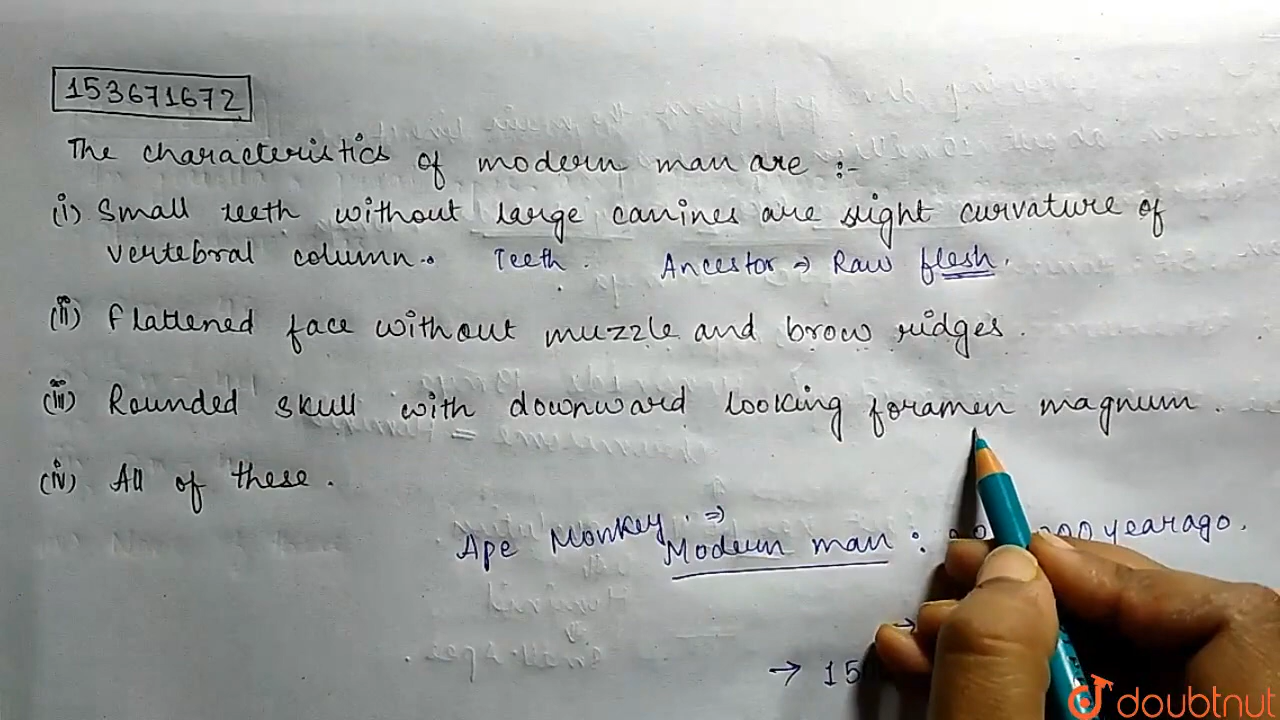 153671672
The characteristics of modern man are :-
(i) Small teeth without large canines are slight curvature of
vertebral column. Teeth. Ancestor ⇒ Raw flesh.
(ii) Flattened face without muzzle and brow ridges.
(iii) Rounded skull with downward looking foramen magnum.
(iv) All of these.
Ape Monkey. ⇒
Modern man : year ago.
→ 15
doubtnut